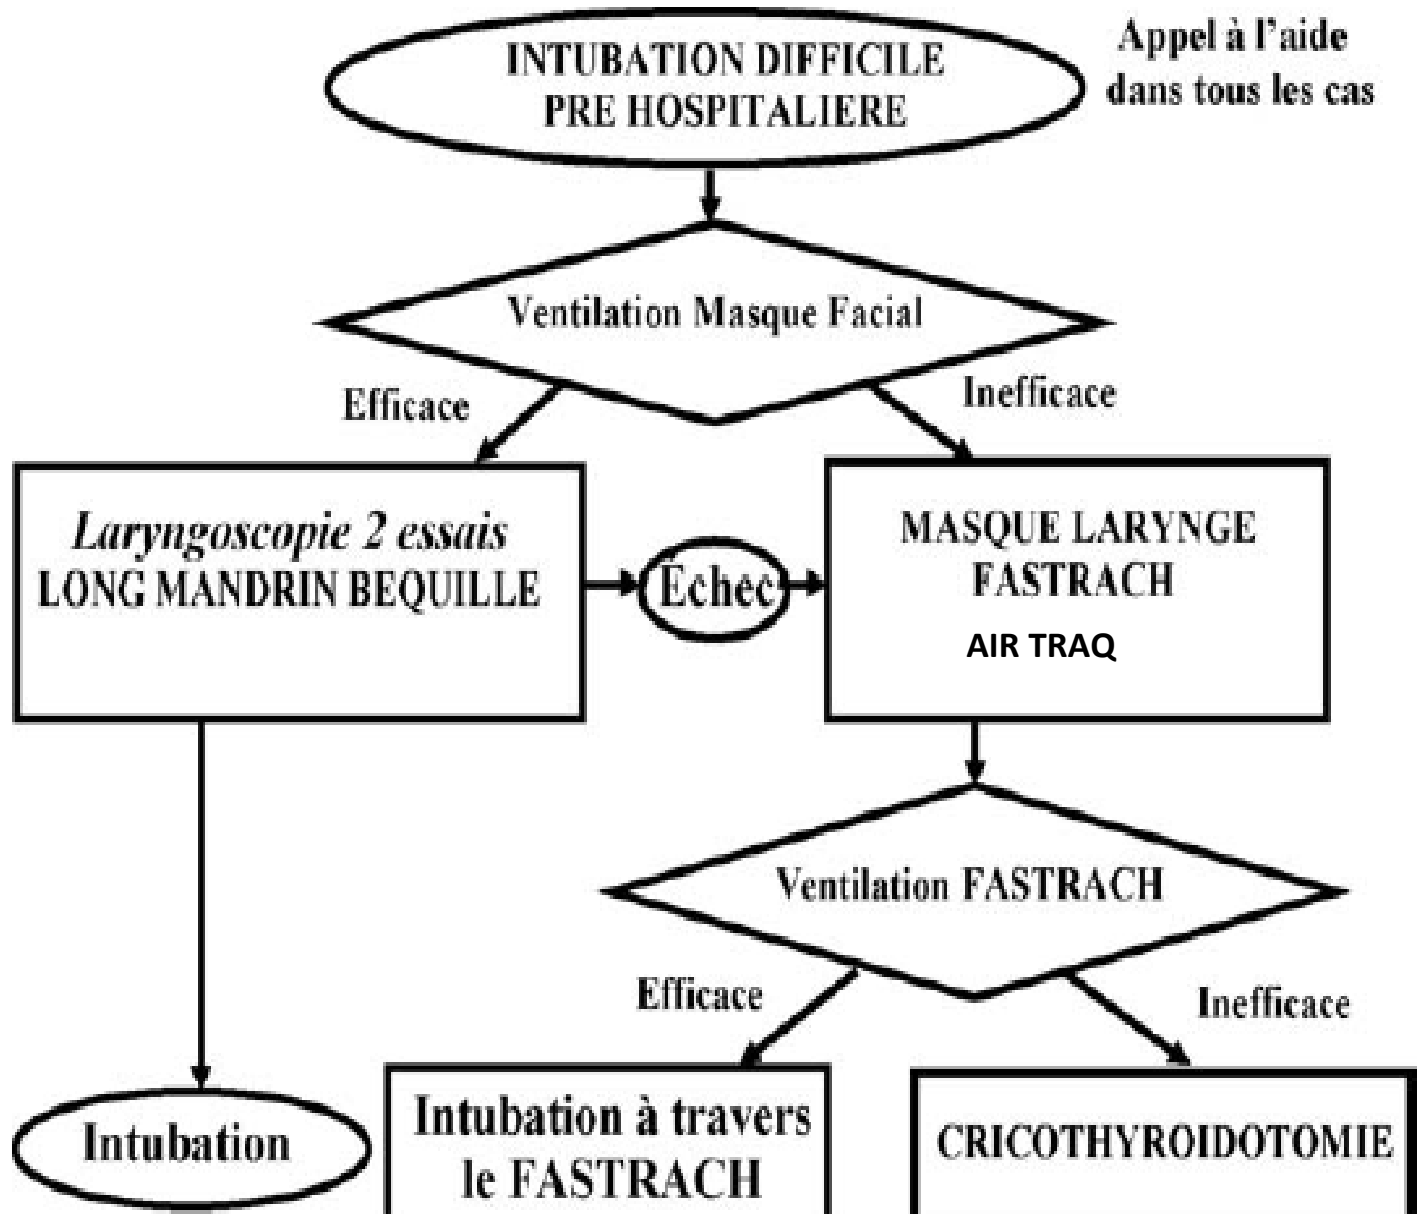 INTUBATION DIFFICILE
PRE HOSPITALIERE
Appel à l'aide
dans tous les cas
Ventilation Masque Facial
Efficace
Inefficace
Laryngoscopie 2 essais
LONG MANDRIN BEQUILLE
Échec
MASQUE LARYNGE
FASTRACH
AIR TRAQ
Ventilation FASTRACH
Efficace
Inefficace
Intubation
Intubation à travers
le FASTRACH
CRICOTHYROIDOTOMIE